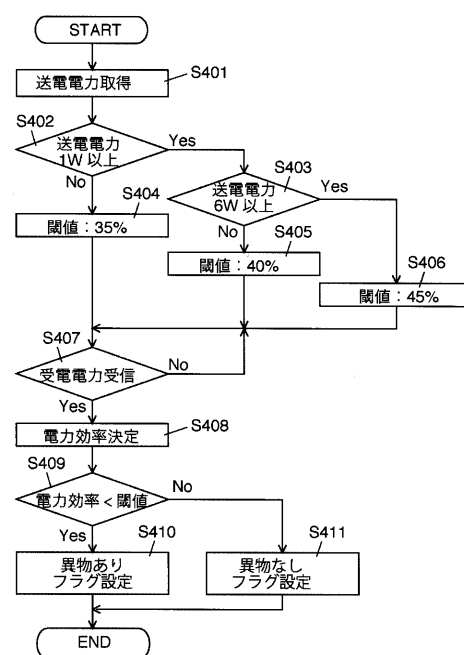 START
送電電力取得
S401
S402
送電電力
1W 以上
Yes
No
S403
送電電力
6W 以上
Yes
No
S404
閾値：35%
S405
閾値：40%
S406
閾値：45%
S407
受電電力受信
No
Yes
電力効率決定
S408
S409
電力効率＜閾値
No
Yes
S410
異物あり
フラグ設定
S411
異物なし
フラグ設定
END